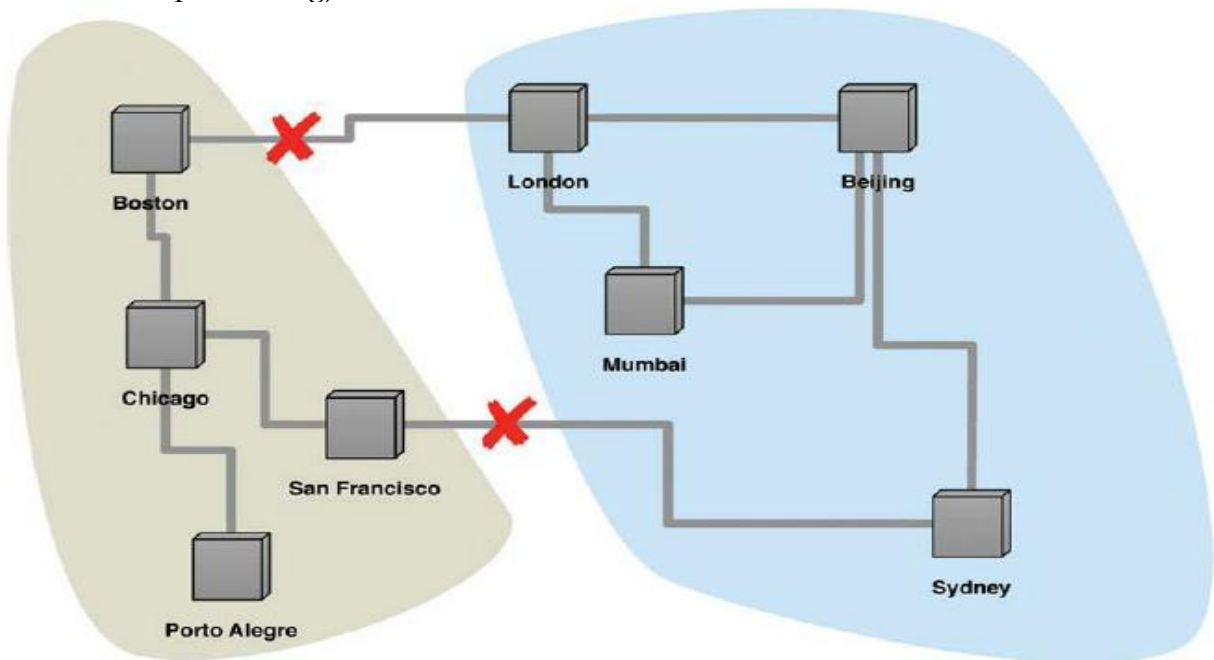 London
Beijing
Boston
Mumbai
Chicago
San Francisco
Sydney
Porto Alegre